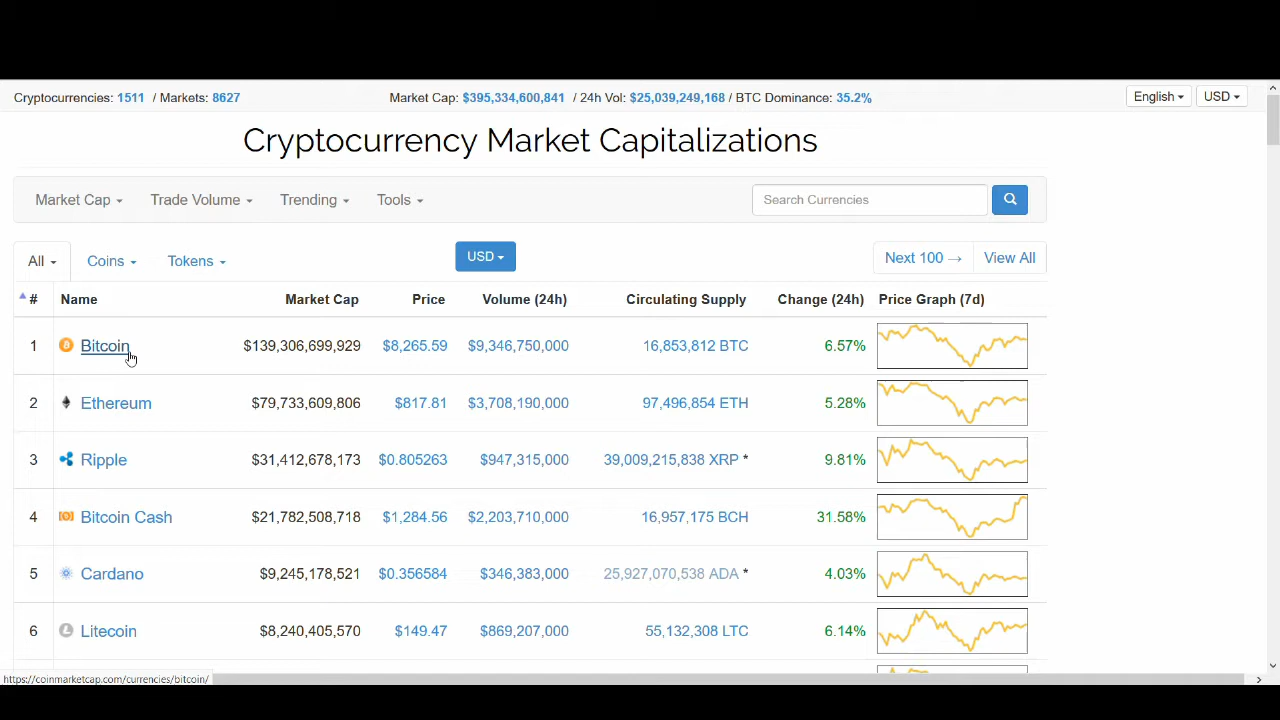 Cryptocurrencies: 1511 / Markets: 8627 Market Cap: $395,334,600,841 / 24h Vol: $25,039,249,168 / BTC Dominance: 35.2% English USD
Cryptocurrency Market Capitalizations
Market Cap Trade Volume Trending Tools Search Currencies
All Coins Tokens USD Next 100 → View All
# Name Market Cap Price Volume (24h) Circulating Supply Change (24h) Price Graph (7d)
1 Bitcoin $139,306,699,929 $8,265.59 $9,346,750,000 16,853,812 BTC 6.57%
2 Ethereum $79,733,609,806 $817.81 $3,708,190,000 97,496,854 ETH 5.28%
3 Ripple $31,412,678,173 $0.805263 $947,315,000 39,009,215,838 XRP * 9.81%
4 Bitcoin Cash $21,782,508,718 $1,284.56 $2,203,710,000 16,957,175 BCH 31.58%
5 Cardano $9,245,178,521 $0.356584 $346,383,000 25,927,070,538 ADA * 4.03%
6 Litecoin $8,240,405,570 $149.47 $869,207,000 55,132,308 LTC 6.14%
https://coinmarketcap.com/currencies/bitcoin/